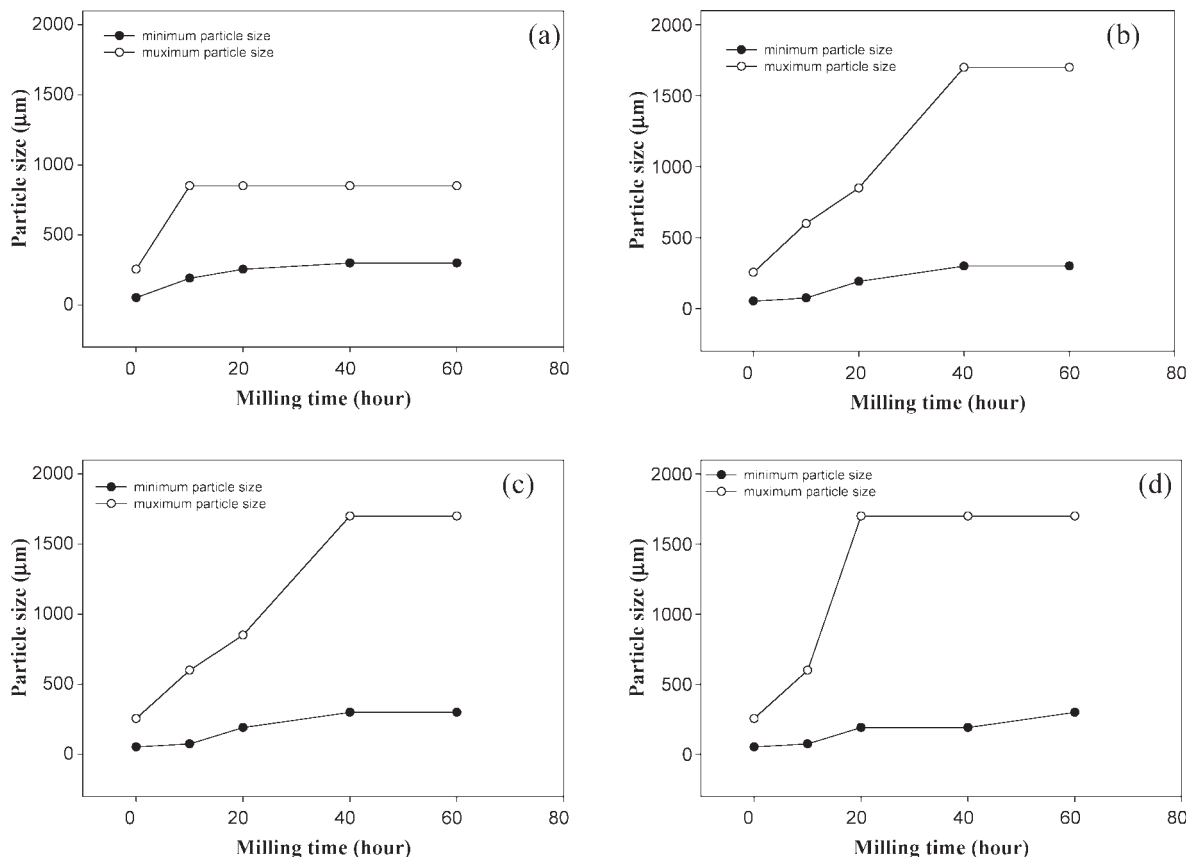 2000
minimum particle size
muximum particle size
(a)
1500
1000
500
0
Particle size (μm)
0 20 40 60 80
Milling time (hour)
2000
minimum particle size
muximum particle size
(b)
1500
1000
500
0
Particle size (μm)
0 20 40 60 80
Milling time (hour)
2000
minimum particle size
muximum particle size
(c)
1500
1000
500
0
Particle size (μm)
0 20 40 60 80
Milling time (hour)
2000
minimum particle size
muximum particle size
(d)
1500
1000
500
0
Particle size (μm)
0 20 40 60 80
Milling time (hour)